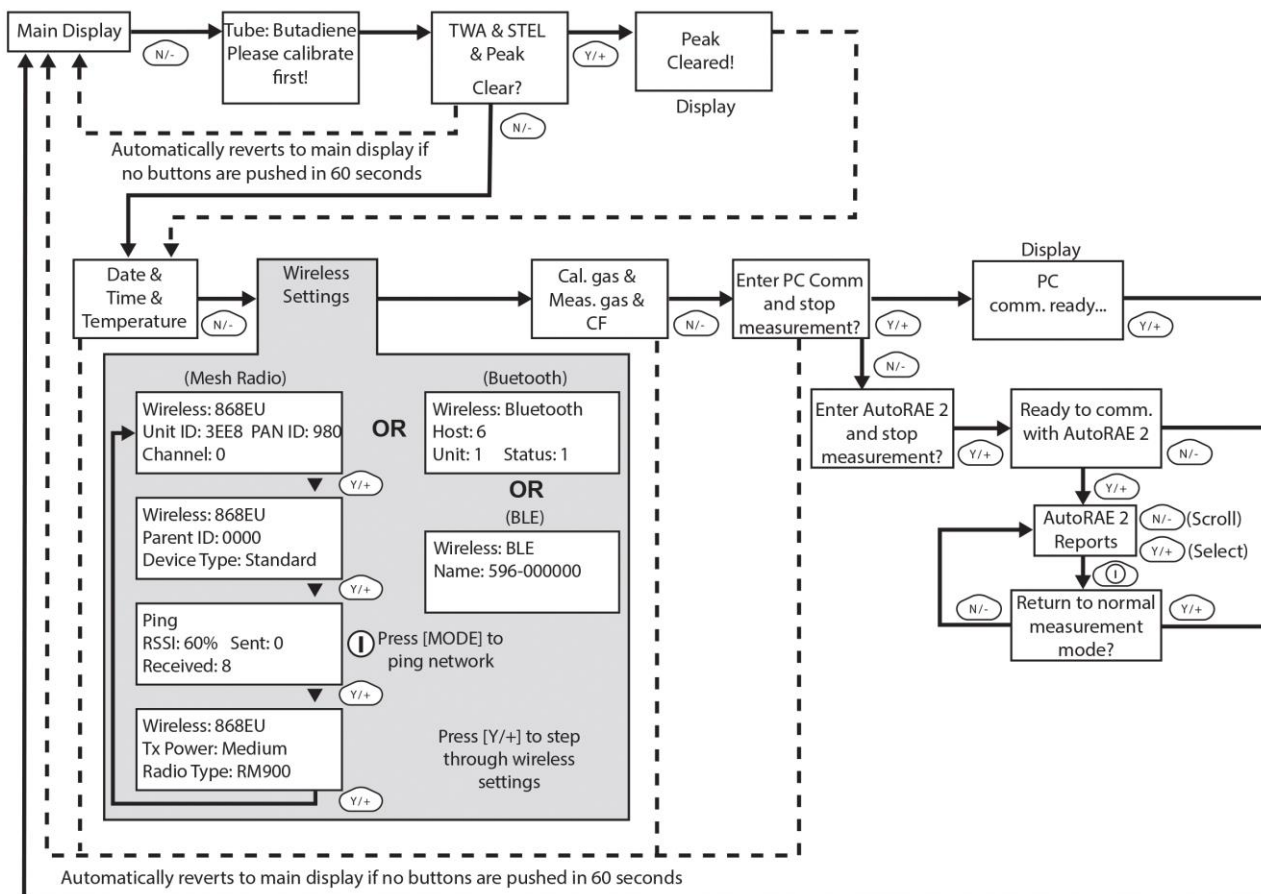 Main Display
N/-
Tube: Butadiene
Please calibrate
first!
TWA & STEL
& Peak
Clear?
Y/+
N/-
Peak
Cleared!
Display
Automatically reverts to main display if
no buttons are pushed in 60 seconds
Date &
Time &
Temperature
N/-
Wireless
Settings
Cal. gas &
Meas. gas &
CF
N/-
Enter PC Comm
and stop
measurement?
Y/+
N/-
Display
PC
comm. ready...
Y/+
(Mesh Radio)
Wireless: 868EU
Unit ID: 3EE8 PAN ID: 980
Channel: 0
Y/+
Wireless: 868EU
Parent ID: 0000
Device Type: Standard
Y/+
Ping
RSSI: 60% Sent: 0
Received: 8
Press [MODE] to
ping network
Y/+
Wireless: 868EU
Tx Power: Medium
Radio Type: RM900
Y/+
OR
(Buetooth)
Wireless: Bluetooth
Host: 6
Unit: 1 Status: 1
OR
(BLE)
Wireless: BLE
Name: 596-000000
Press [Y/+] to step
through wireless
settings
Enter AutoRAE 2
and stop
measurement?
Y/+
Ready to comm.
with AutoRAE 2
N/-
Y/+
AutoRAE 2
Reports
N/- (Scroll)
Y/+ (Select)
Return to normal
measurement
mode?
N/-
Y/+
Automatically reverts to main display if no buttons are pushed in 60 seconds